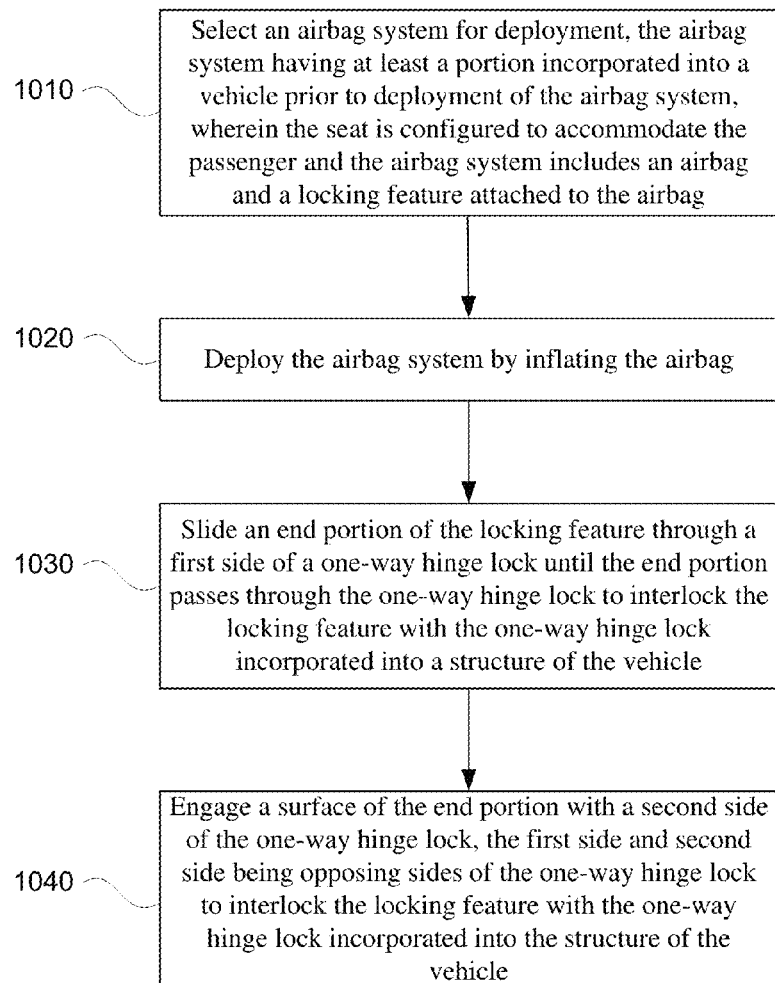 Select an airbag system for deployment, the airbag
system having at least a portion incorporated into a
vehicle prior to deployment of the airbag system,
wherein the seat is configured to accommodate the
passenger and the airbag system includes an airbag
and a locking feature attached to the airbag
1010
1020
Deploy the airbag system by inflating the airbag
Slide an end portion of the locking feature through a
first side of a one-way hinge lock until the end portion
passes through the one-way hinge lock to interlock the
locking feature with the one-way hinge lock
incorporated into a structure of the vehicle
1030
Engage a surface of the end portion with a second side
of the one-way hinge lock, the first side and second
side being opposing sides of the one-way hinge lock
to interlock the locking feature with the one-way
hinge lock incorporated into the structure of the
vehicle
1040